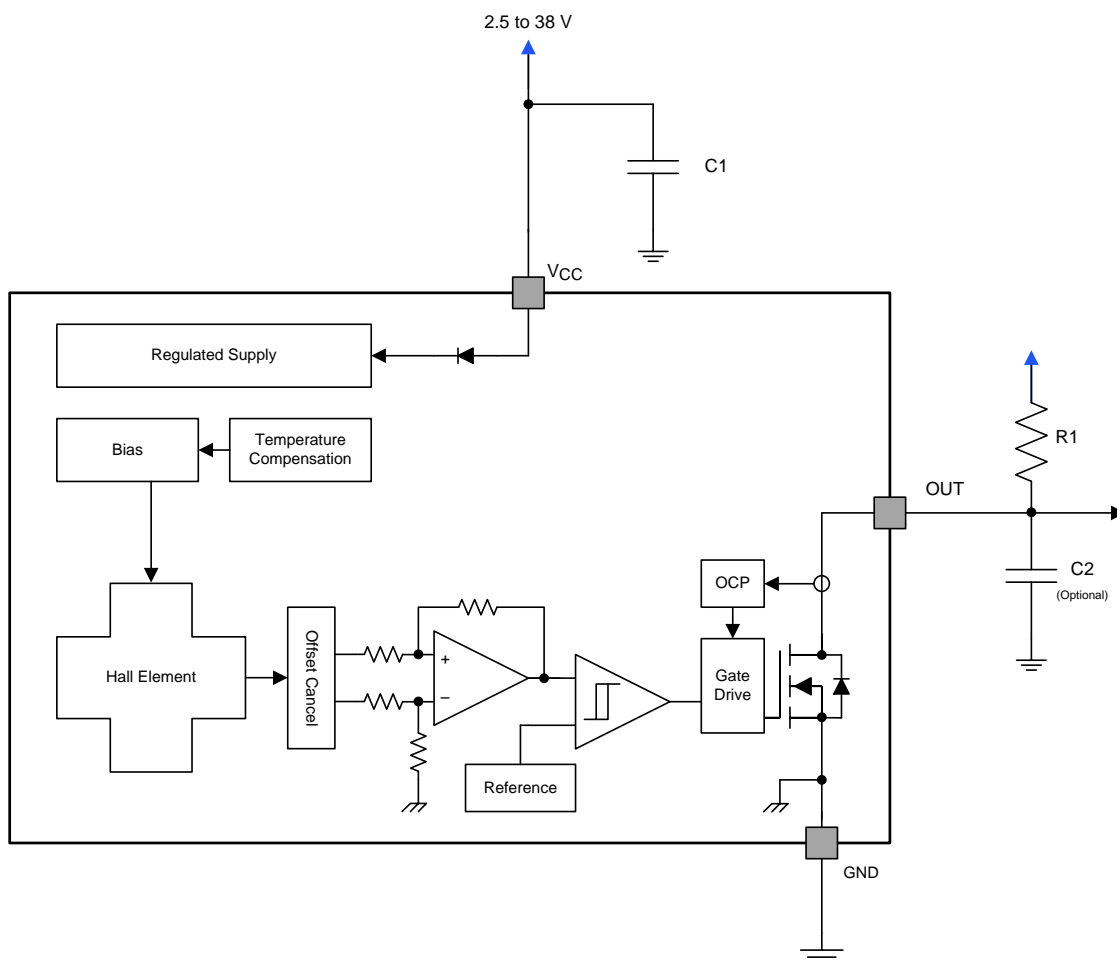 2.5 to 38 V
C1
VCC
Regulated Supply
Bias
Temperature
Compensation
R1
OUT
C2
(Optional)
OCP
Hall Element
Offset Cancel
+
–
Gate
Drive
Reference
GND